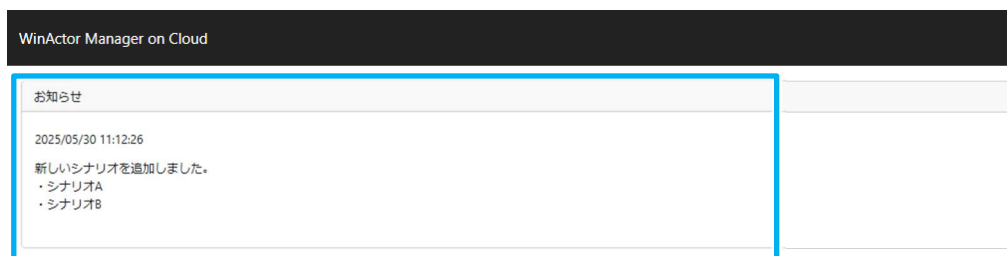 WinActor Manager on Cloud
お知らせ
2025/05/30 11:12:26
新しいシナリオを追加しました。
・シナリオA
・シナリオB